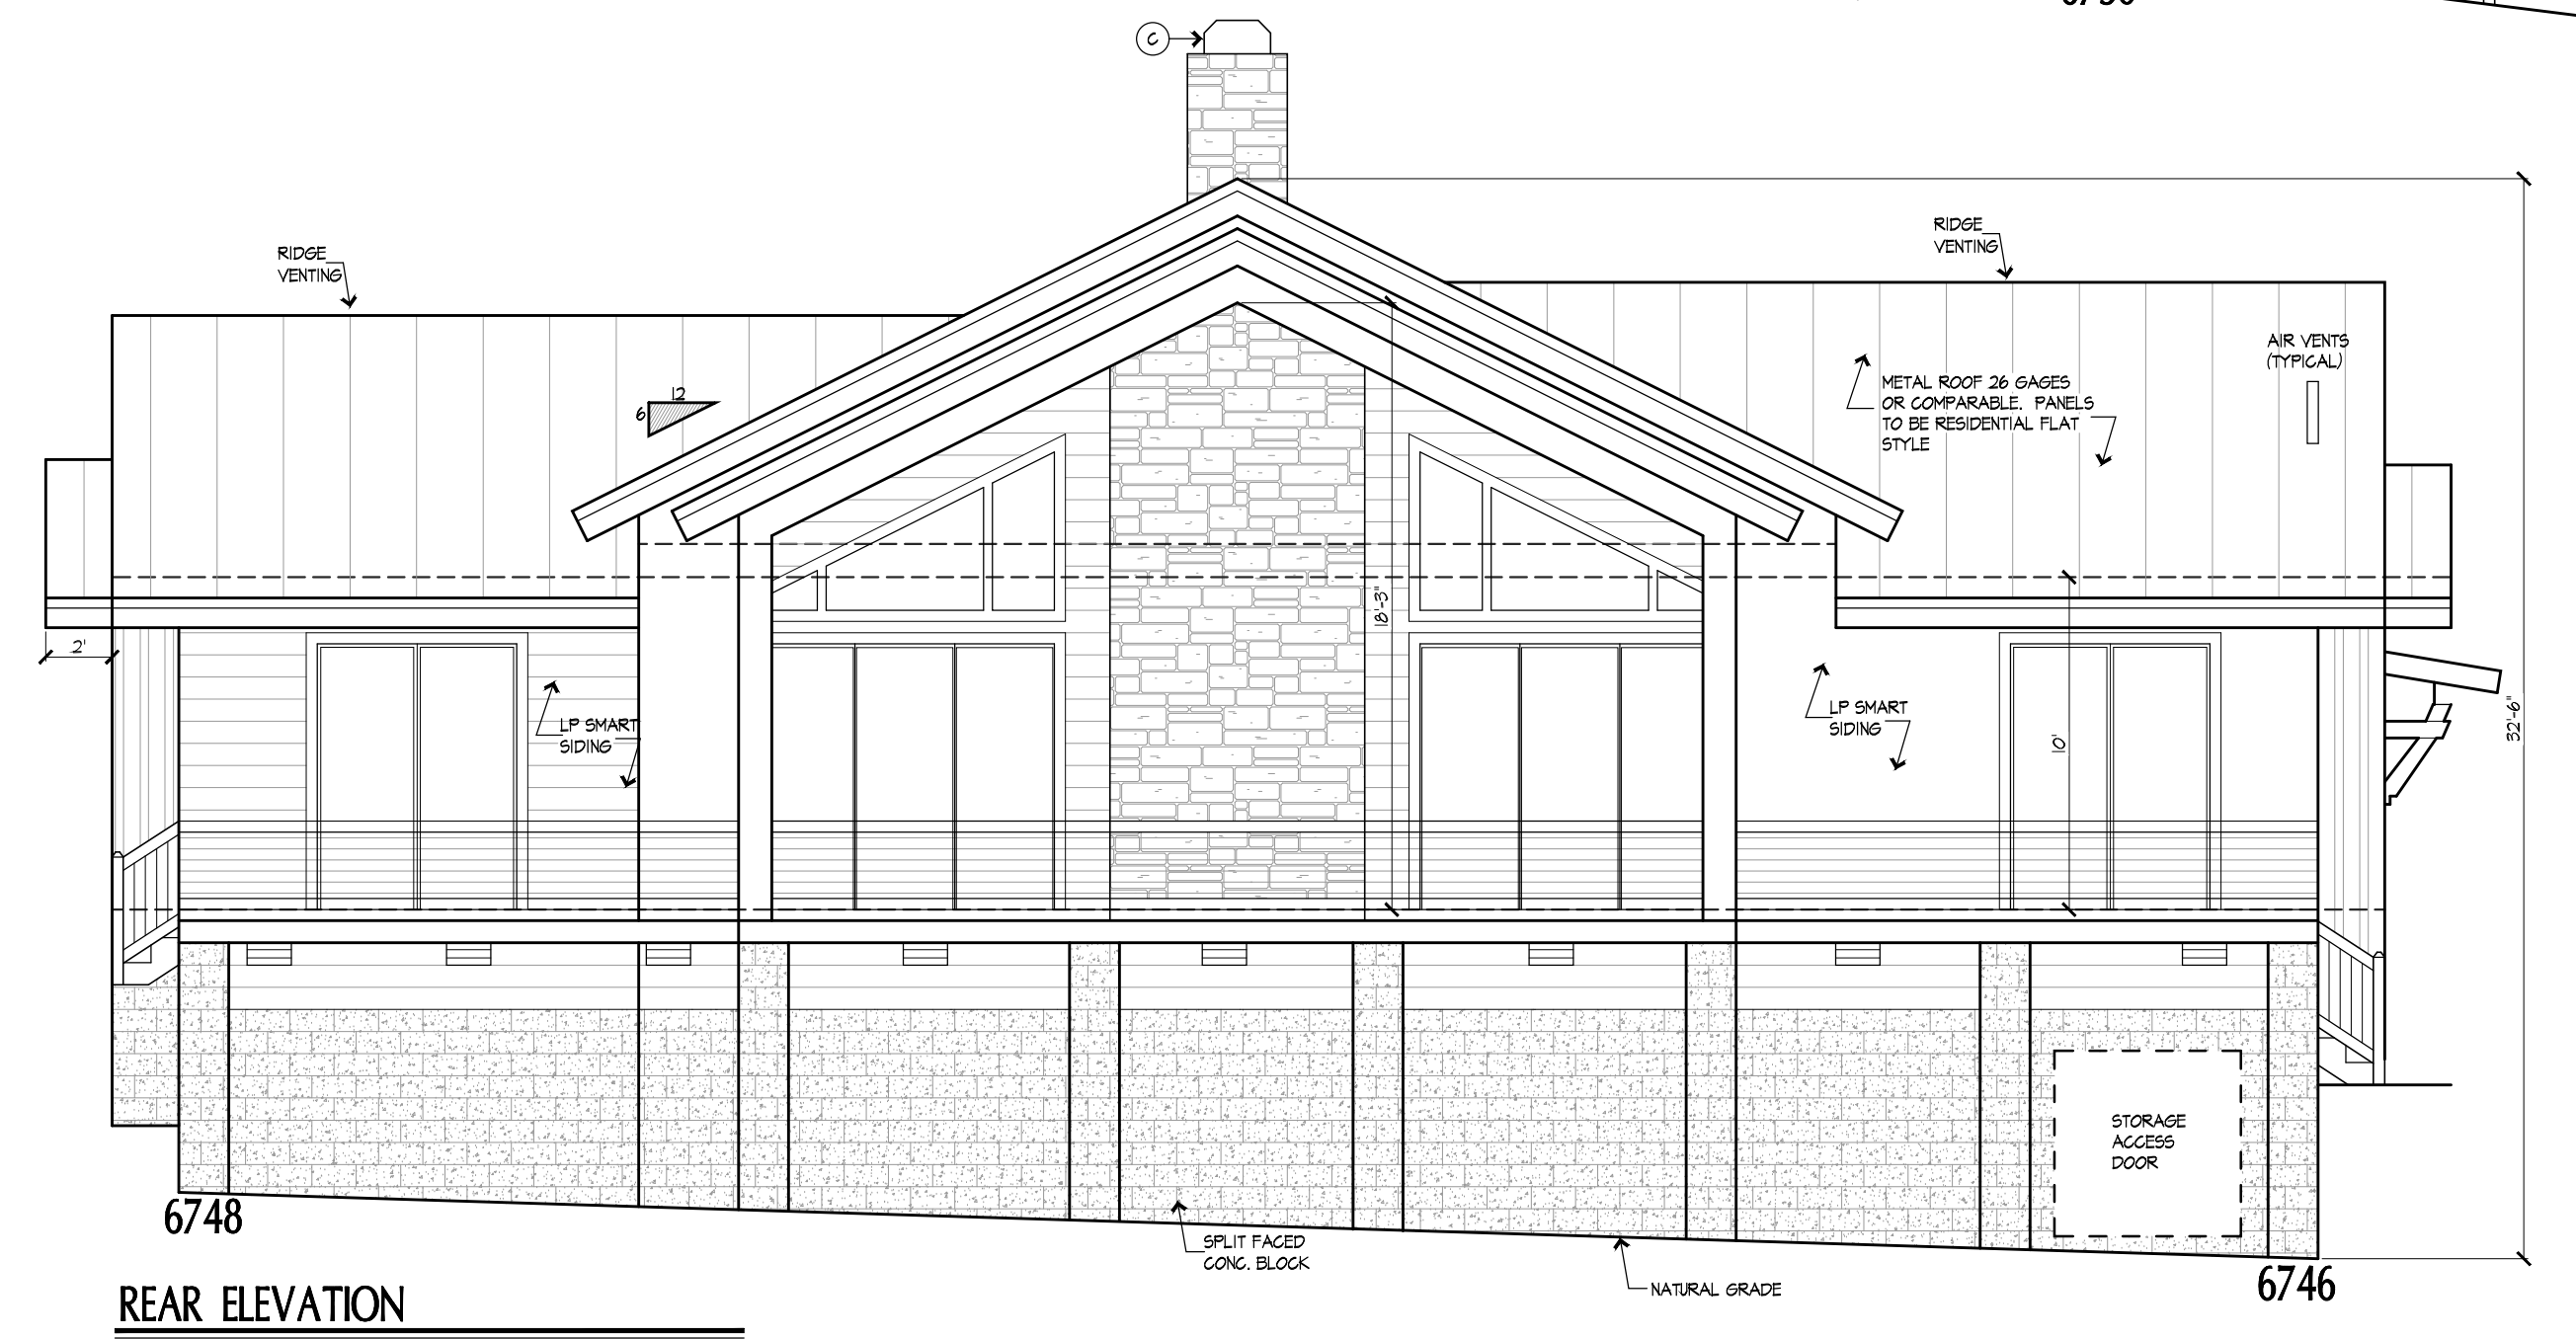 C
RIDGE
VENTING
RIDGE
VENTING
AIR VENTS
(TYPICAL)
12
6
METAL ROOF 26 GAGES
OR COMPARABLE. PANELS
TO BE RESIDENTIAL FLAT
STYLE
2'
18'-3"
LP SMART
SIDING
LP SMART
SIDING
10'
32'-6"
STORAGE
ACCESS
DOOR
6748
SPLIT FACED
CONC. BLOCK
NATURAL GRADE
6746
REAR ELEVATION